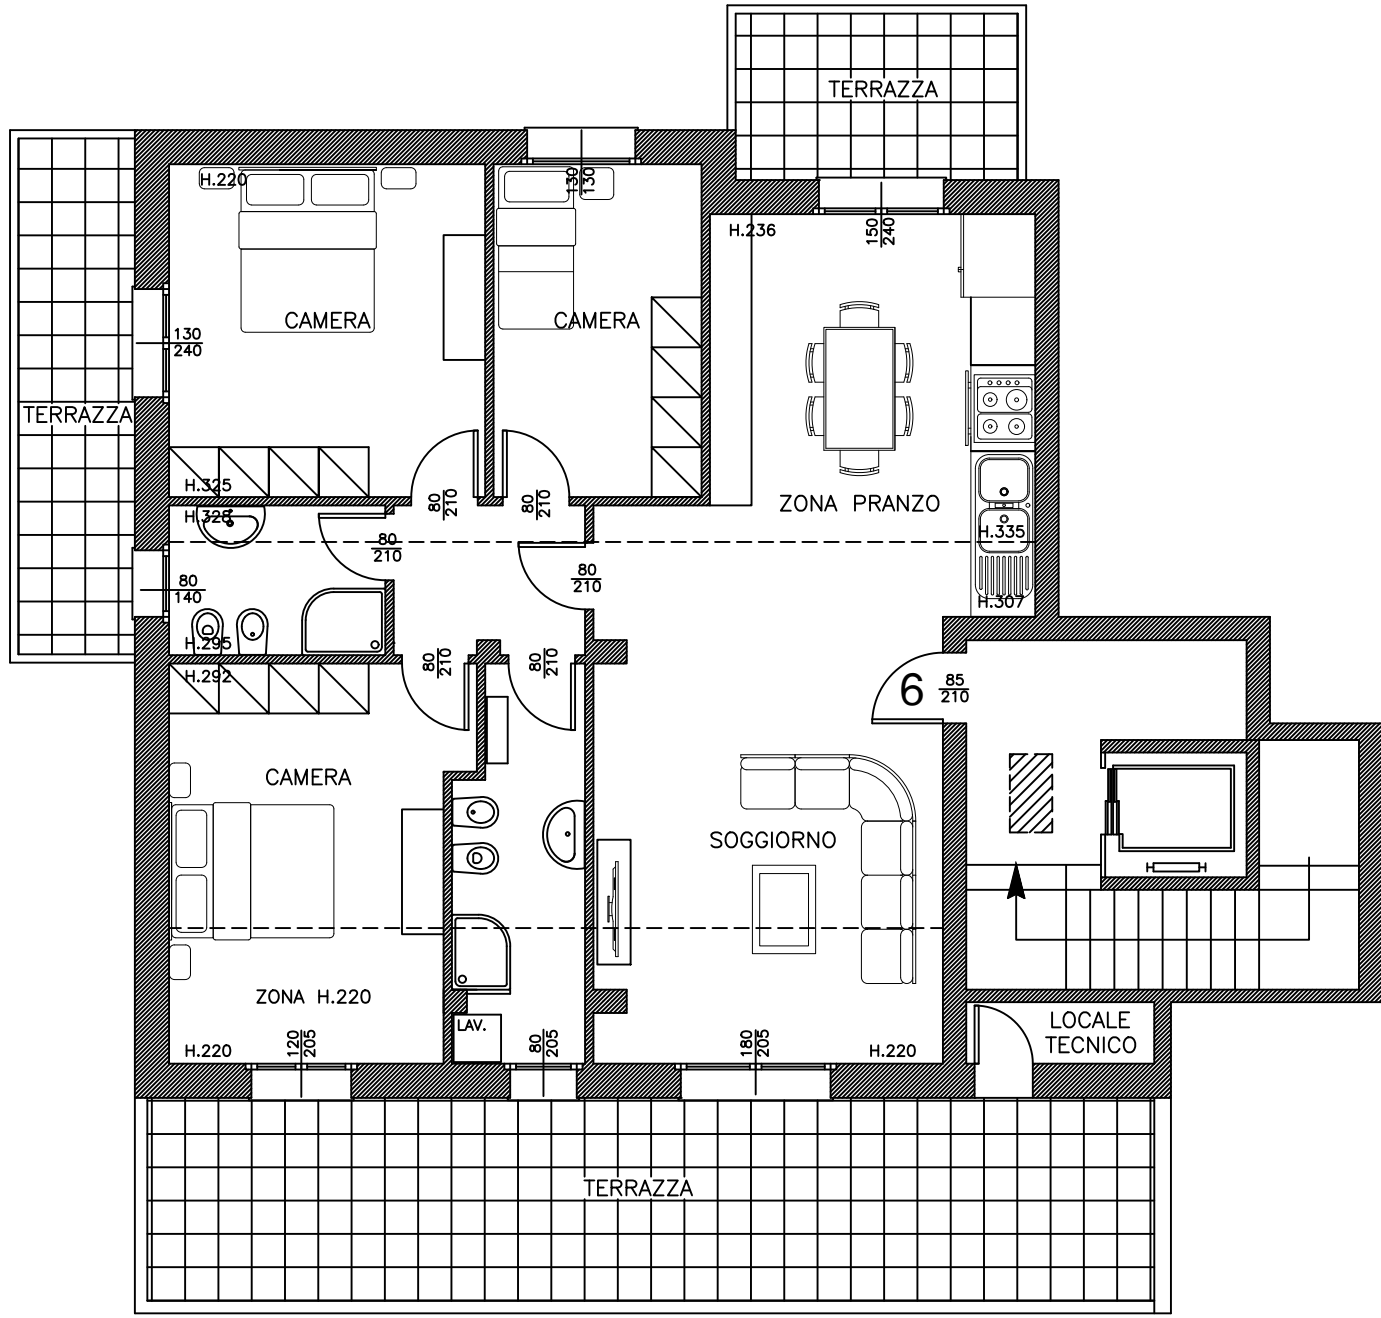 TERRAZZA
H.220
130
130
H.236
150
240
CAMERA
CAMERA
130
240
TERRAZZA
H.325
H.328
80
210
80
210
ZONA PRANZO
H.335
80
210
80
210
80
140
H.307
H.295
H.292
80
210
80
210
6
85
210
CAMERA
SOGGIORNO
ZONA H.220
LAV.
LOCALE
TECNICO
H.220
120
205
80
205
180
205
H.220
TERRAZZA